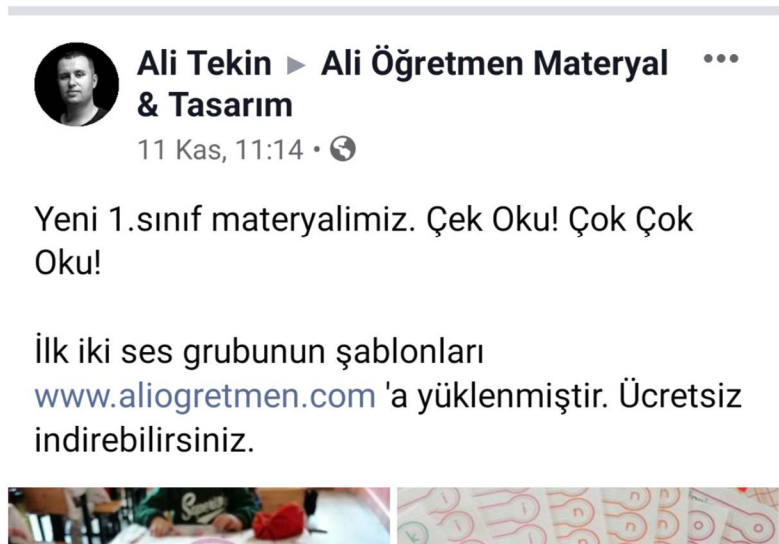 Ali Tekin ▸ Ali Öğretmen Materyal
& Tasarım
11 Kas, 11:14 •
Yeni 1.sınıf materyalimiz. Çek Oku! Çok Çok
Oku!
İlk iki ses grubunun şablonları
www.aliogretmen.com 'a yüklenmiştir. Ücretsiz
indirebilirsiniz.